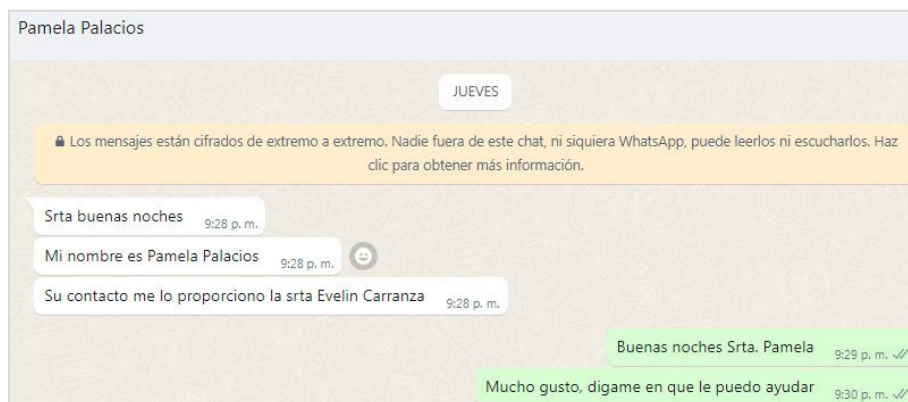 Pamela Palacios
JUEVES
Los mensajes están cifrados de extremo a extremo. Nadie fuera de este chat, ni siquiera WhatsApp, puede leerlos ni escucharlos. Haz
clic para obtener más información.
Srta buenas noches 9:28 p. m.
Mi nombre es Pamela Palacios 9:28 p. m.
Su contacto me lo proporciono la srta Evelin Carranza 9:28 p. m.
Buenas noches Srta. Pamela 9:29 p. m.
Mucho gusto, digame en que le puedo ayudar 9:30 p. m.